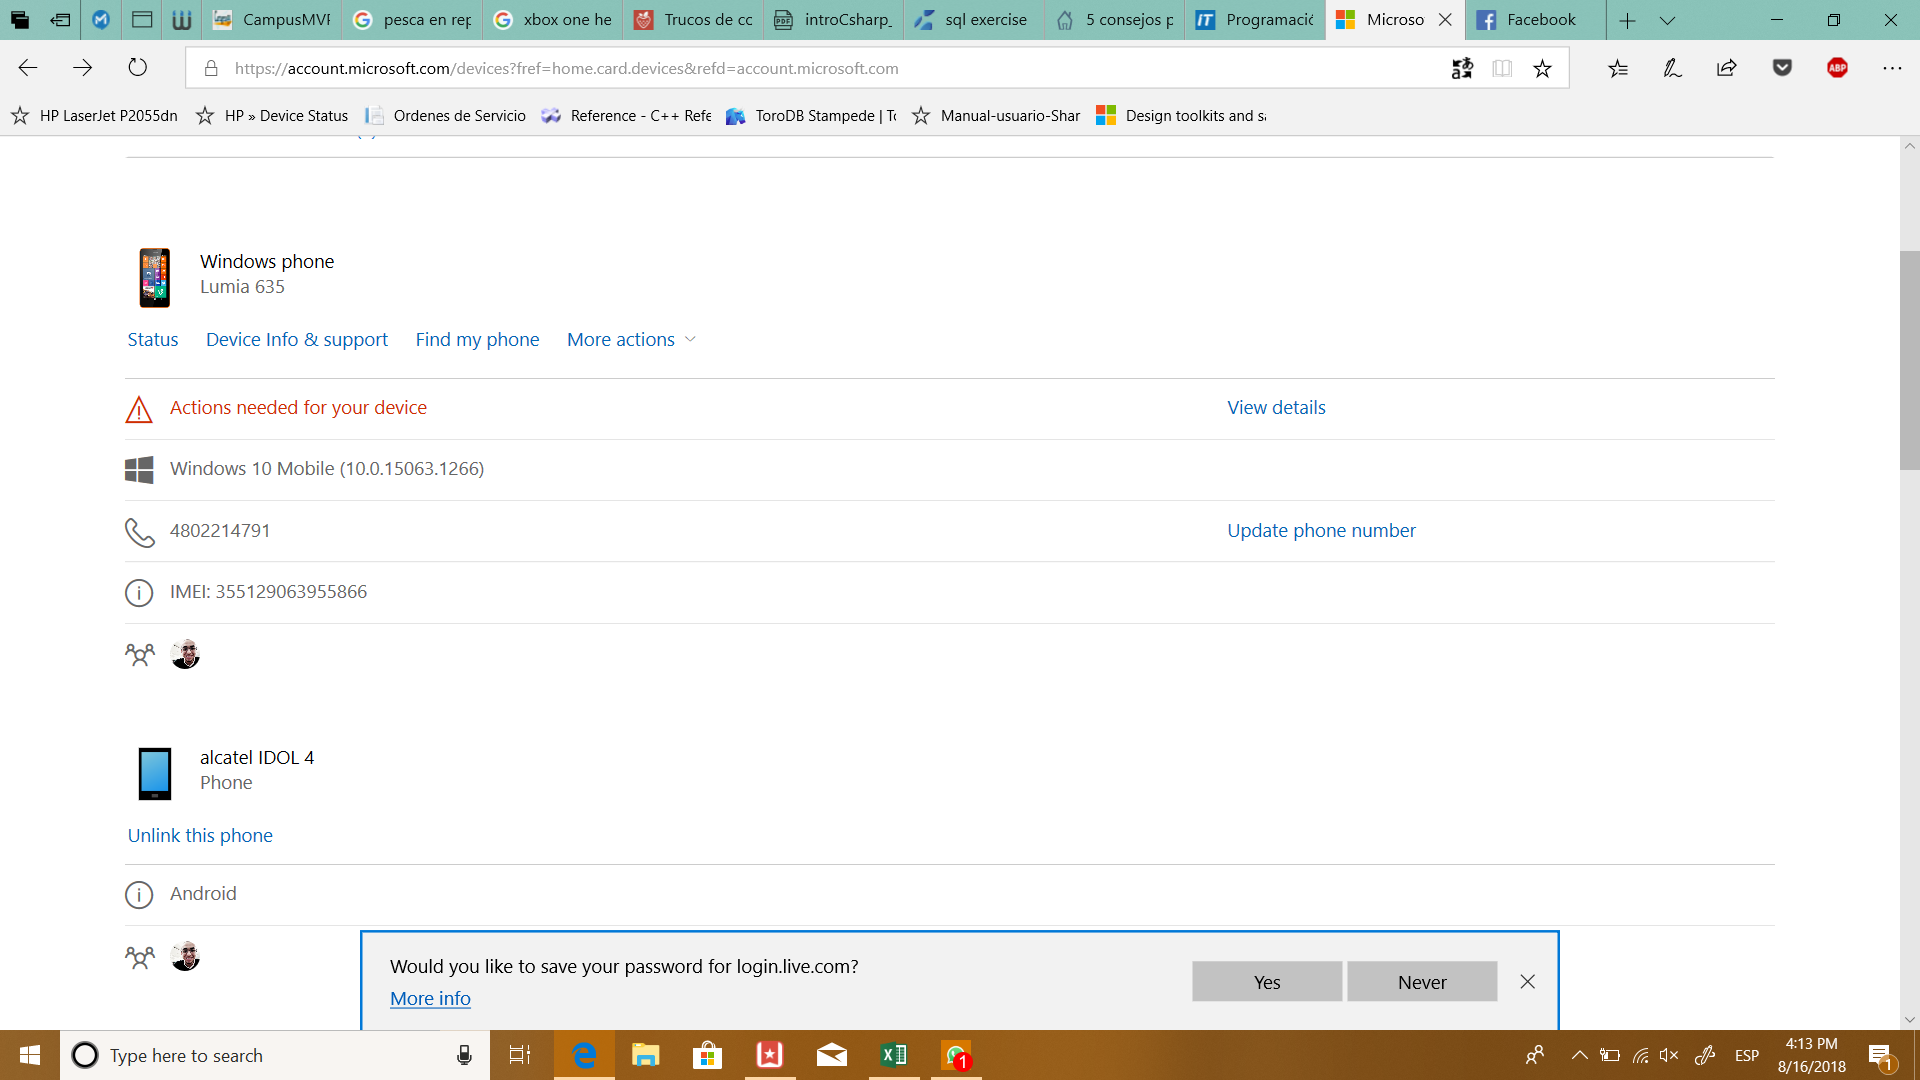 CampusMVP
pesca en rep
xbox one he
Trucos de cc
introCsharp_
sql exercise
5 consejos p
Programació
Microso
Facebook
https://account.microsoft.com/devices?fref=home.card.devices&refd=account.microsoft.com
ABP
HP LaserJet P2055dn
HP » Device Status
Ordenes de Servicio
Reference - C++ Refe
ToroDB Stampede | To
Manual-usuario-Shar
Design toolkits and sa
Windows phone
Lumia 635
Status Device Info & support Find my phone More actions
Actions needed for your device View details
Windows 10 Mobile (10.0.15063.1266)
4802214791 Update phone number
IMEI: 355129063955866
alcatel IDOL 4
Phone
Unlink this phone
Android
Would you like to save your password for login.live.com?
More info
Yes
Never
Type here to search
1
ESP
4:13 PM
8/16/2018
1